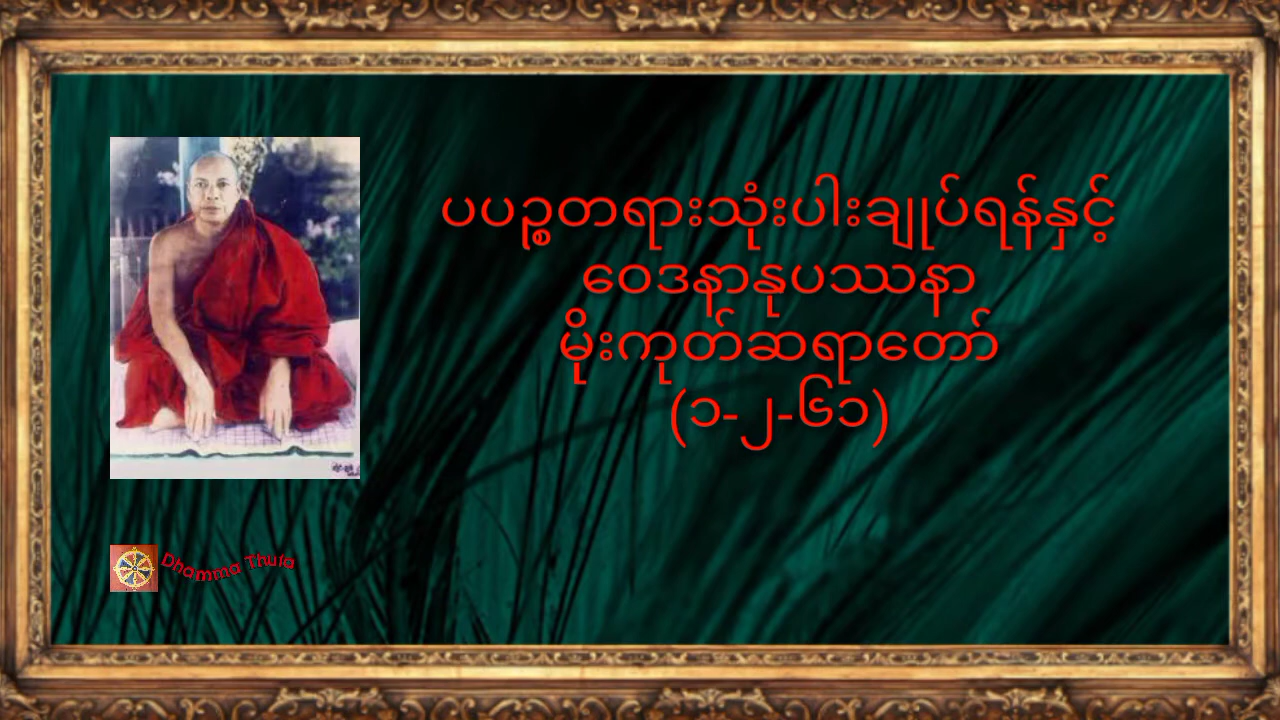 ပပဉ္စတရားသုံးပါးချုပ်ရန်နှင့်
ဝေဒနာနုပဿနာ
မိုးကုတ်ဆရာတော်
(၁-၂-၆၁)
Dhamma Thuta